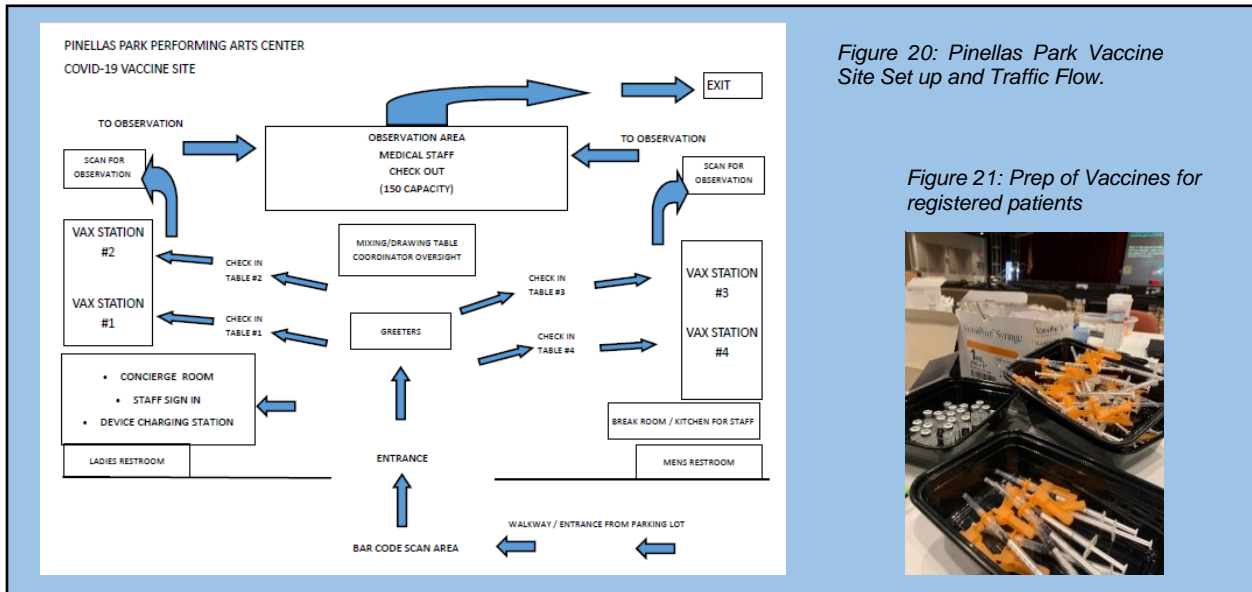 PINELLAS PARK PERFORMING ARTS CENTER
COVID-19 VACCINE SITE
EXIT
TO OBSERVATION
OBSERVATION AREA
MEDICAL STAFF
CHECK OUT
(150 CAPACITY)
TO OBSERVATION
SCAN FOR
OBSERVATION
SCAN FOR
OBSERVATION
VAX STATION
#2
CHECK IN
TABLE #2
MIXING/DRAWING TABLE
COORDINATOR OVERSIGHT
CHECK IN
TABLE #3
VAX STATION
#3
VAX STATION
#1
CHECK IN
TABLE #1
GREETERS
CHECK IN
TABLE #4
VAX STATION
#4
• CONCIERGE ROOM
• STAFF SIGN IN
• DEVICE CHARGING STATION
BREAK ROOM / KITCHEN FOR STAFF
LADIES RESTROOM
ENTRANCE
MENS RESTROOM
WALKWAY / ENTRANCE FROM PARKING LOT
BAR CODE SCAN AREA
Figure 20: Pinellas Park Vaccine
Site Set up and Traffic Flow.
Figure 21: Prep of Vaccines for
registered patients
Syringe
1mL